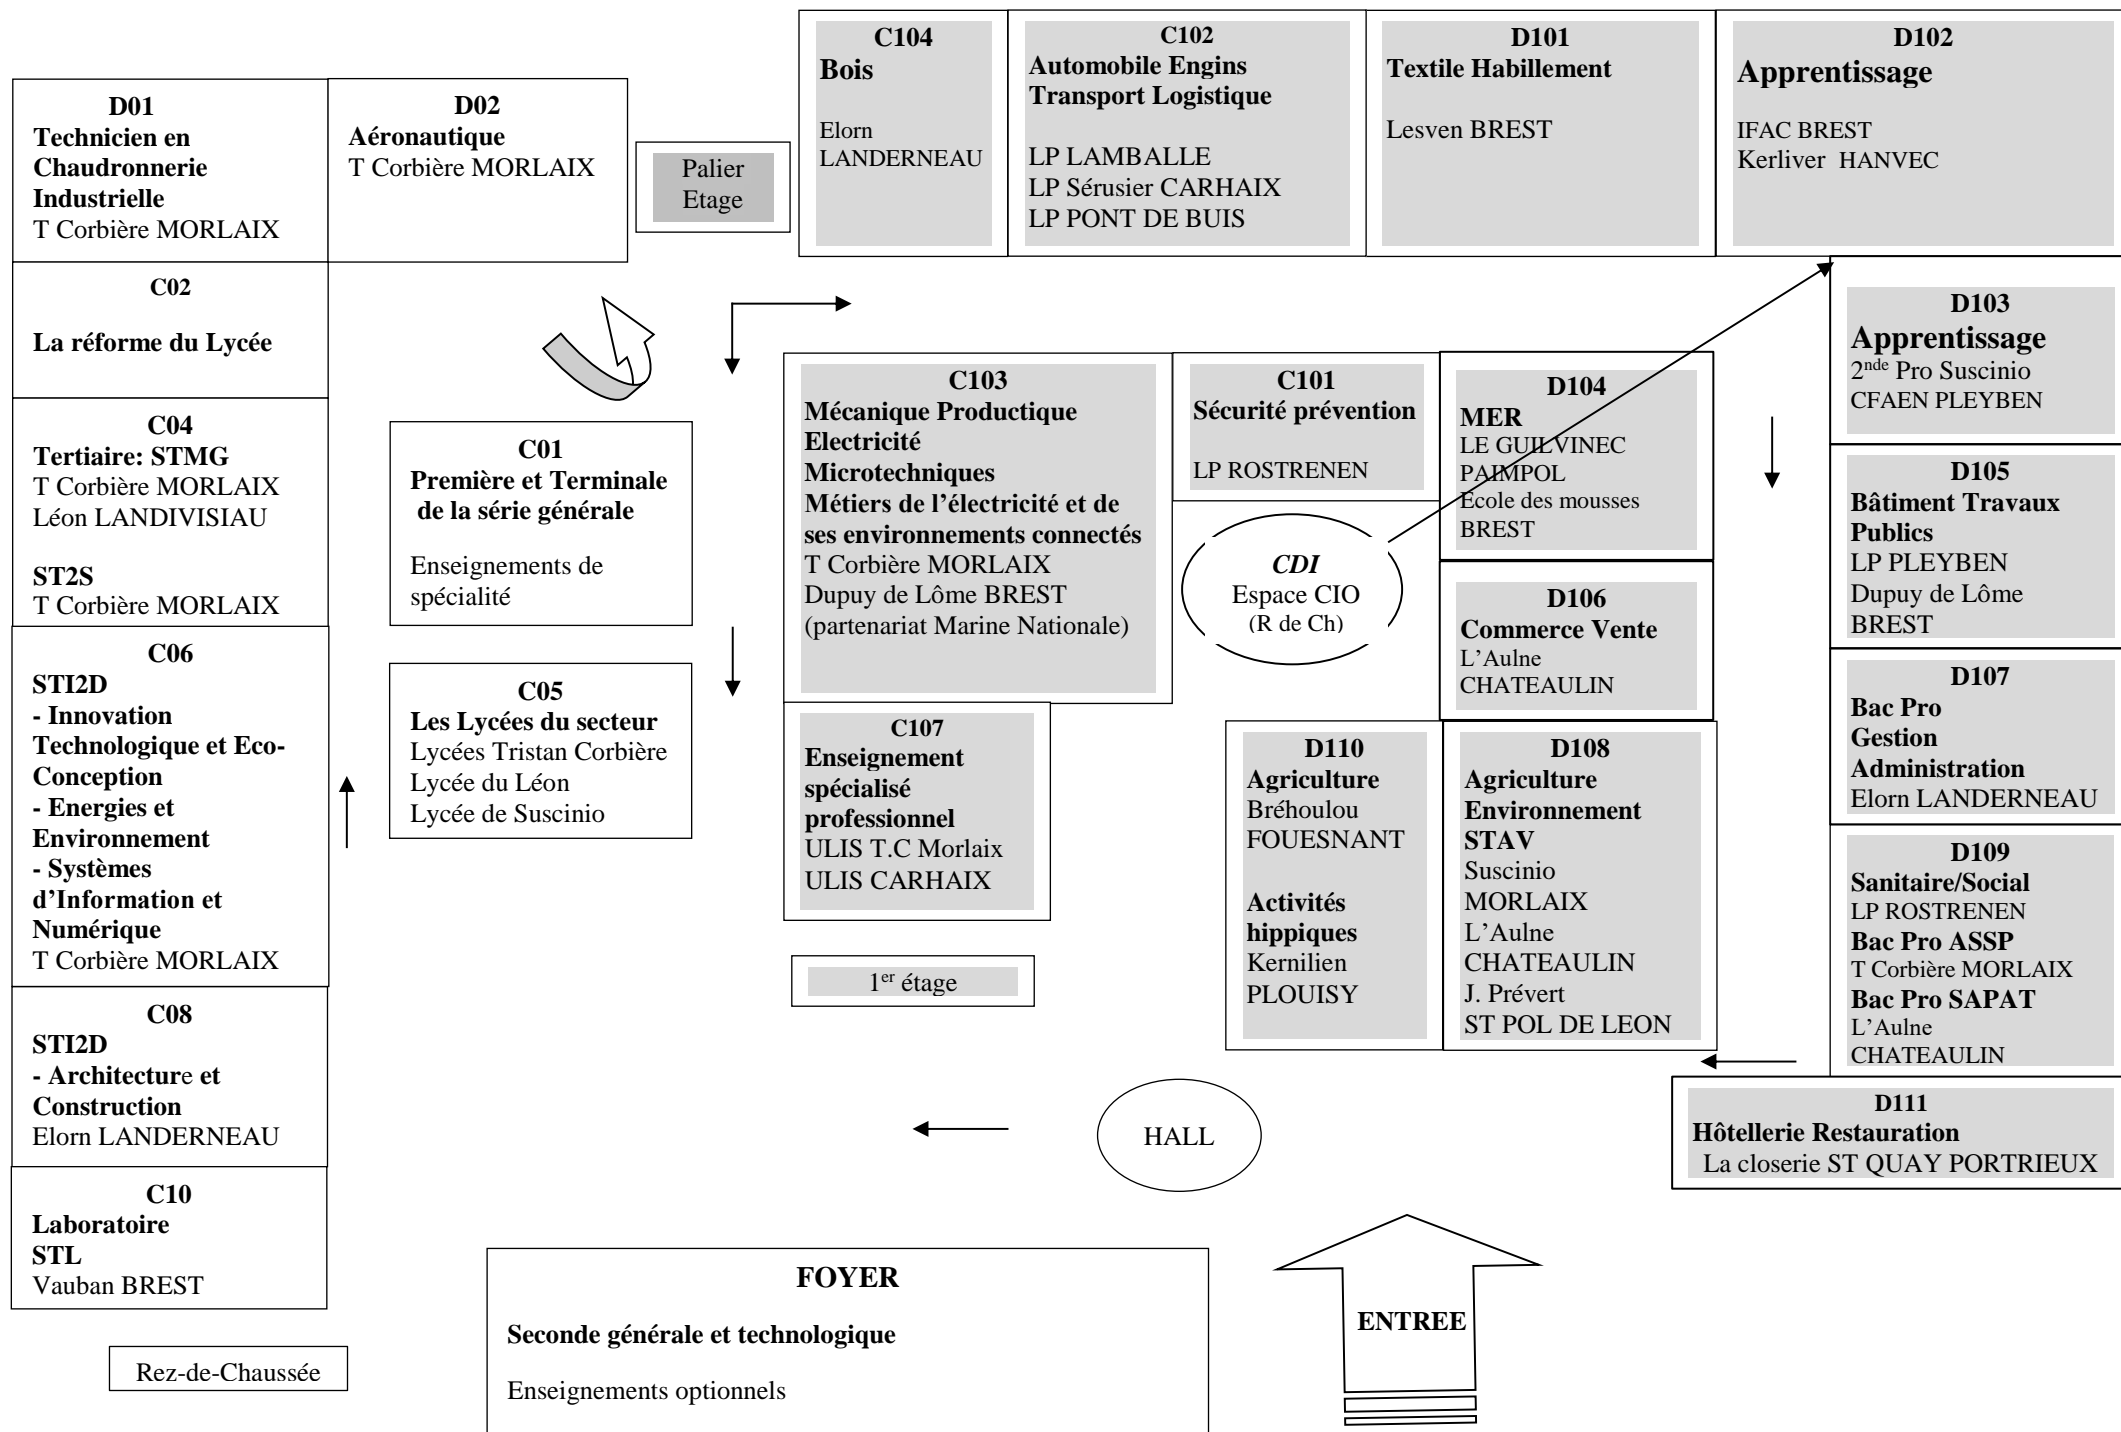 D01
Technicien en
Chaudronnerie
Industrielle
T Corbière MORLAIX
D02
Aéronautique
T Corbière MORLAIX
Palier
Etage
C104
Bois
Elorn
LANDERNEAU
C102
Automobile Engins
Transport Logistique
LP LAMBALLE
LP Sérusier CARHAIX
LP PONT DE BUIS
D101
Textile Habillement
Lesven BREST
D102
Apprentissage
IFAC BREST
Kerliver HANVEC
C02
La réforme du Lycée
C04
Tertiaire: STMG
T Corbière MORLAIX
Léon LANDIVISIAU
ST2S
T Corbière MORLAIX
C06
STI2D
- Innovation
Technologique et Eco-
Conception
- Energies et
Environnement
- Systèmes
d'Information et
Numérique
T Corbière MORLAIX
C08
STI2D
- Architecture et
Construction
Elorn LANDERNEAU
C10
Laboratoire
STL
Vauban BREST
Rez-de-Chaussée
C01
Première et Terminale
de la série générale
Enseignements de
spécialité
C05
Les Lycées du secteur
Lycées Tristan Corbière
Lycée du Léon
Lycée de Suscinio
C103
Mécanique Productique
Electricité
Microtechniques
Métiers de l'électricité et de
ses environnements connectés
T Corbière MORLAIX
Dupuy de Lôme BREST
(partenariat Marine Nationale)
C107
Enseignement
spécialisé
professionnel
ULIS T.C Morlaix
ULIS CARHAIX
1er étage
C101
Sécurité prévention
LP ROSTRENEN
CDI
Espace CIO
(R de Ch)
D104
MER
LE GUILVINEC
PAIMPOL
Ecole des mousses
BREST
D106
Commerce Vente
L'Aulne
CHATEAULIN
D110
Agriculture
Bréhoulou
FOUESNANT
Activités
hippiques
Kernilien
PLOUISY
D108
Agriculture
Environnement
STAV
Suscinio
MORLAIX
L'Aulne
CHATEAULIN
J. Prévert
ST POL DE LEON
D103
Apprentissage
2nde Pro Suscinio
CFAEN PLEYBEN
D105
Bâtiment Travaux
Publics
LP PLEYBEN
Dupuy de Lôme
BREST
D107
Bac Pro
Gestion
Administration
Elorn LANDERNEAU
D109
Sanitaire/Social
LP ROSTRENEN
Bac Pro ASSP
T Corbière MORLAIX
Bac Pro SAPAT
L'Aulne
CHATEAULIN
D111
Hôtellerie Restauration
La closerie ST QUAY PORTRIEUX
HALL
FOYER
Seconde générale et technologique
Enseignements optionnels
ENTREE